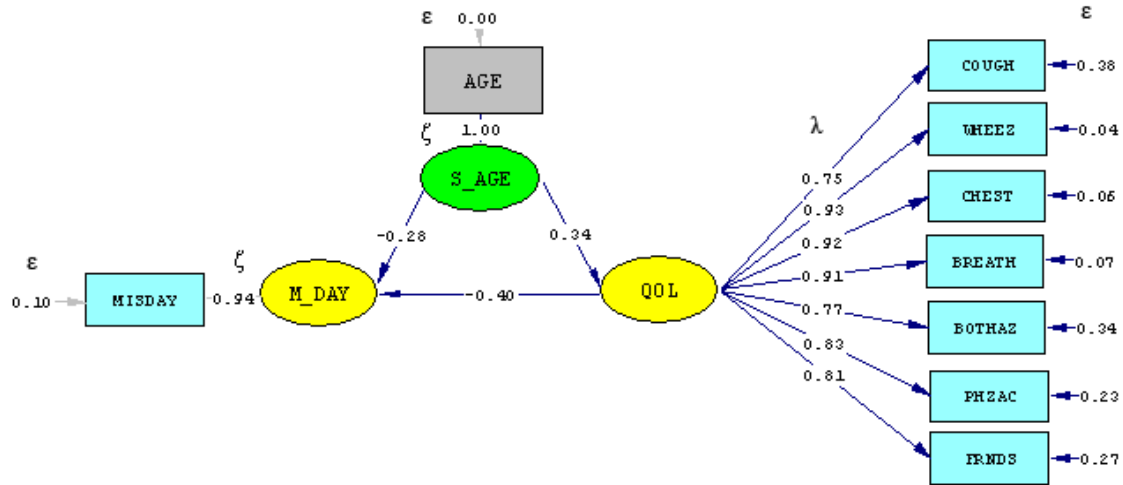 ε 0.00
ε
AGE
COUGH 0.38
ζ 1.00
λ
WHEEZ 0.04
S_AGE
0.75
CHEST 0.06
0.93
-0.28 0.34
0.92
ε
ζ
BREATH 0.07
0.91
0.10 MISDAY 0.94 M_DAY -0.40 QOL
0.77
BOTHAZ 0.34
0.83
0.81
PHZAC 0.23
FRNDS 0.27